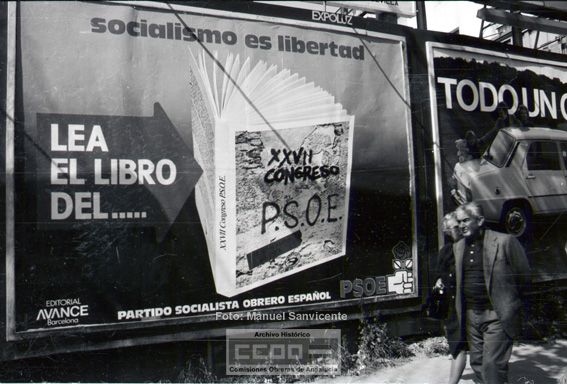 EXPOLUZ
socialismo es libertad
LEA
EL LIBRO
DEL.....
XXVII Congreso P.S.O.E.
XXVII
CONGRESO
P.S.O.E.
PSOE
EDITORIAL
AVANCE
Barcelona
PARTIDO SOCIALISTA OBRERO ESPAÑOL
TODO UN
Foto: Manuel Sanvicente
Archivo Histórico
CCOO
Comisiones Obreras de Andalucía